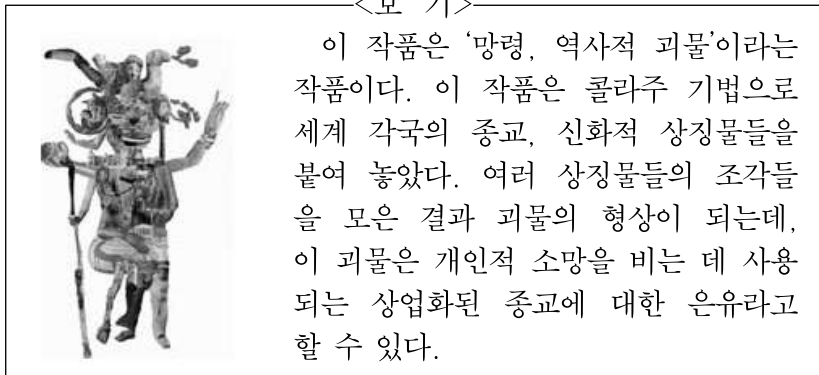 <보 기>
이 작품은 ‘망령, 역사적 괴물’이라는
작품이다. 이 작품은 콜라주 기법으로
세계 각국의 종교, 신화적 상징물들을
붙여 놓았다. 여러 상징물들의 조각들
을 모은 결과 괴물의 형상이 되는데,
이 괴물은 개인적 소망을 비는 데 사용
되는 상업화된 종교에 대한 은유라고
할 수 있다.